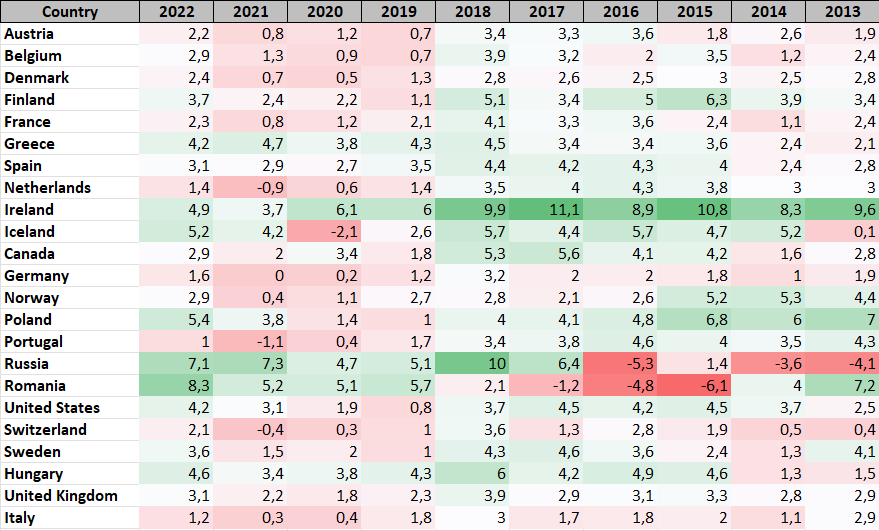 Country 2022 2021 2020 2019 2018 2017 2016 2015 2014 2013
Austria 2,2 0,8 1,2 0,7 3,4 3,3 3,6 1,8 2,6 1,9
Belgium 2,9 1,3 0,9 0,7 3,9 3,2 2 3,5 1,2 2,4
Denmark 2,4 0,7 0,5 1,3 2,8 2,6 2,5 3 2,5 2,8
Finland 3,7 2,4 2,2 1,1 5,1 3,4 5 6,3 3,9 3,4
France 2,3 0,8 1,2 2,1 4,1 3,3 3,6 2,4 1,1 2,4
Greece 4,2 4,7 3,8 4,3 4,5 3,4 3,4 3,6 2,4 2,1
Spain 3,1 2,9 2,7 3,5 4,4 4,2 4,3 4 2,4 2,8
Netherlands 1,4 -0,9 0,6 1,4 3,5 4 4,3 3,8 3 3
Ireland 4,9 3,7 6,1 6 9,9 11,1 8,9 10,8 8,3 9,6
Iceland 5,2 4,2 -2,1 2,6 5,7 4,4 5,7 4,7 5,2 0,1
Canada 2,9 2 3,4 1,8 5,3 5,6 4,1 4,2 1,6 2,8
Germany 1,6 0 0,2 1,2 3,2 2 2 1,8 1 1,9
Norway 2,9 0,4 1,1 2,7 2,8 2,1 2,6 5,2 5,3 4,4
Poland 5,4 3,8 1,4 1 4 4,1 4,8 6,8 6 7
Portugal 1 -1,1 0,4 1,7 3,4 3,8 4,6 4 3,5 4,3
Russia 7,1 7,3 4,7 5,1 10 6,4 -5,3 1,4 -3,6 -4,1
Romania 8,3 5,2 5,1 5,7 2,1 -1,2 -4,8 -6,1 4 7,2
United States 4,2 3,1 1,9 0,8 3,7 4,5 4,2 4,5 3,7 2,5
Switzerland 2,1 -0,4 0,3 1 3,6 1,3 2,8 1,9 0,5 0,4
Sweden 3,6 1,5 2 1 4,3 4,6 3,6 2,4 1,3 4,1
Hungary 4,6 3,4 3,8 4,3 6 4,2 4,9 4,6 1,3 1,5
United Kingdom 3,1 2,2 1,8 2,3 3,9 2,9 3,1 3,3 2,8 2,9
Italy 1,2 0,3 0,4 1,8 3 1,7 1,8 2 1,1 2,9